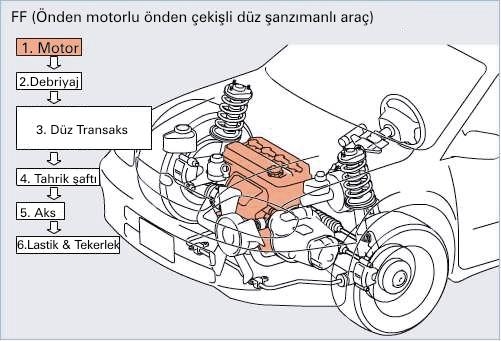 FF (Önden motorlu önden çekişli düz şanzımanlı araç)
1. Motor
2.Debriyaj
3. Düz Transaks
4. Tahrik şaftı
5. Aks
6.Lastik & Tekerlek